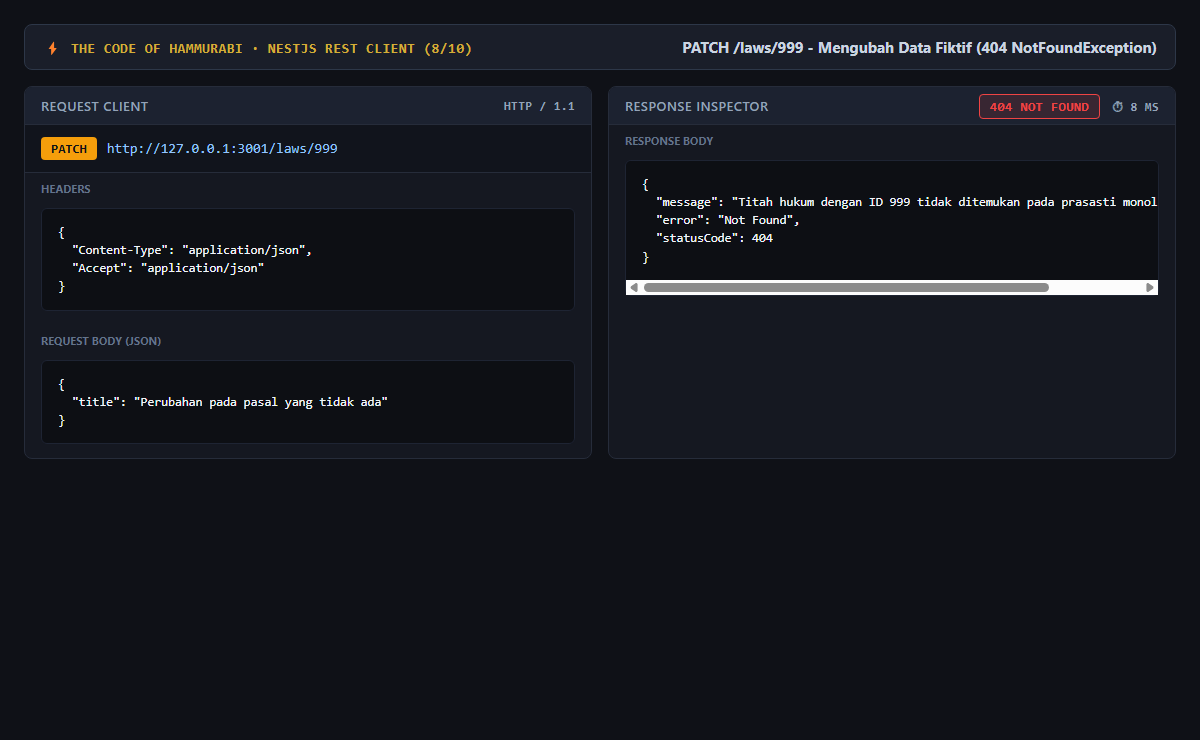 THE CODE OF HAMMURABI · NESTJS REST CLIENT (8/10)
PATCH /laws/999 - Mengubah Data Fiktif (404 NotFoundException)
REQUEST CLIENT
HTTP / 1.1
PATCH
http://127.0.0.1:3001/laws/999
HEADERS
{
"Content-Type": "application/json",
"Accept": "application/json"
}
REQUEST BODY (JSON)
{
"title": "Perubahan pada pasal yang tidak ada"
}
RESPONSE INSPECTOR
404 NOT FOUND
⏱ 8 MS
RESPONSE BODY
{
"message": "Titah hukum dengan ID 999 tidak ditemukan pada prasasti monol
"error": "Not Found",
"statusCode": 404
}